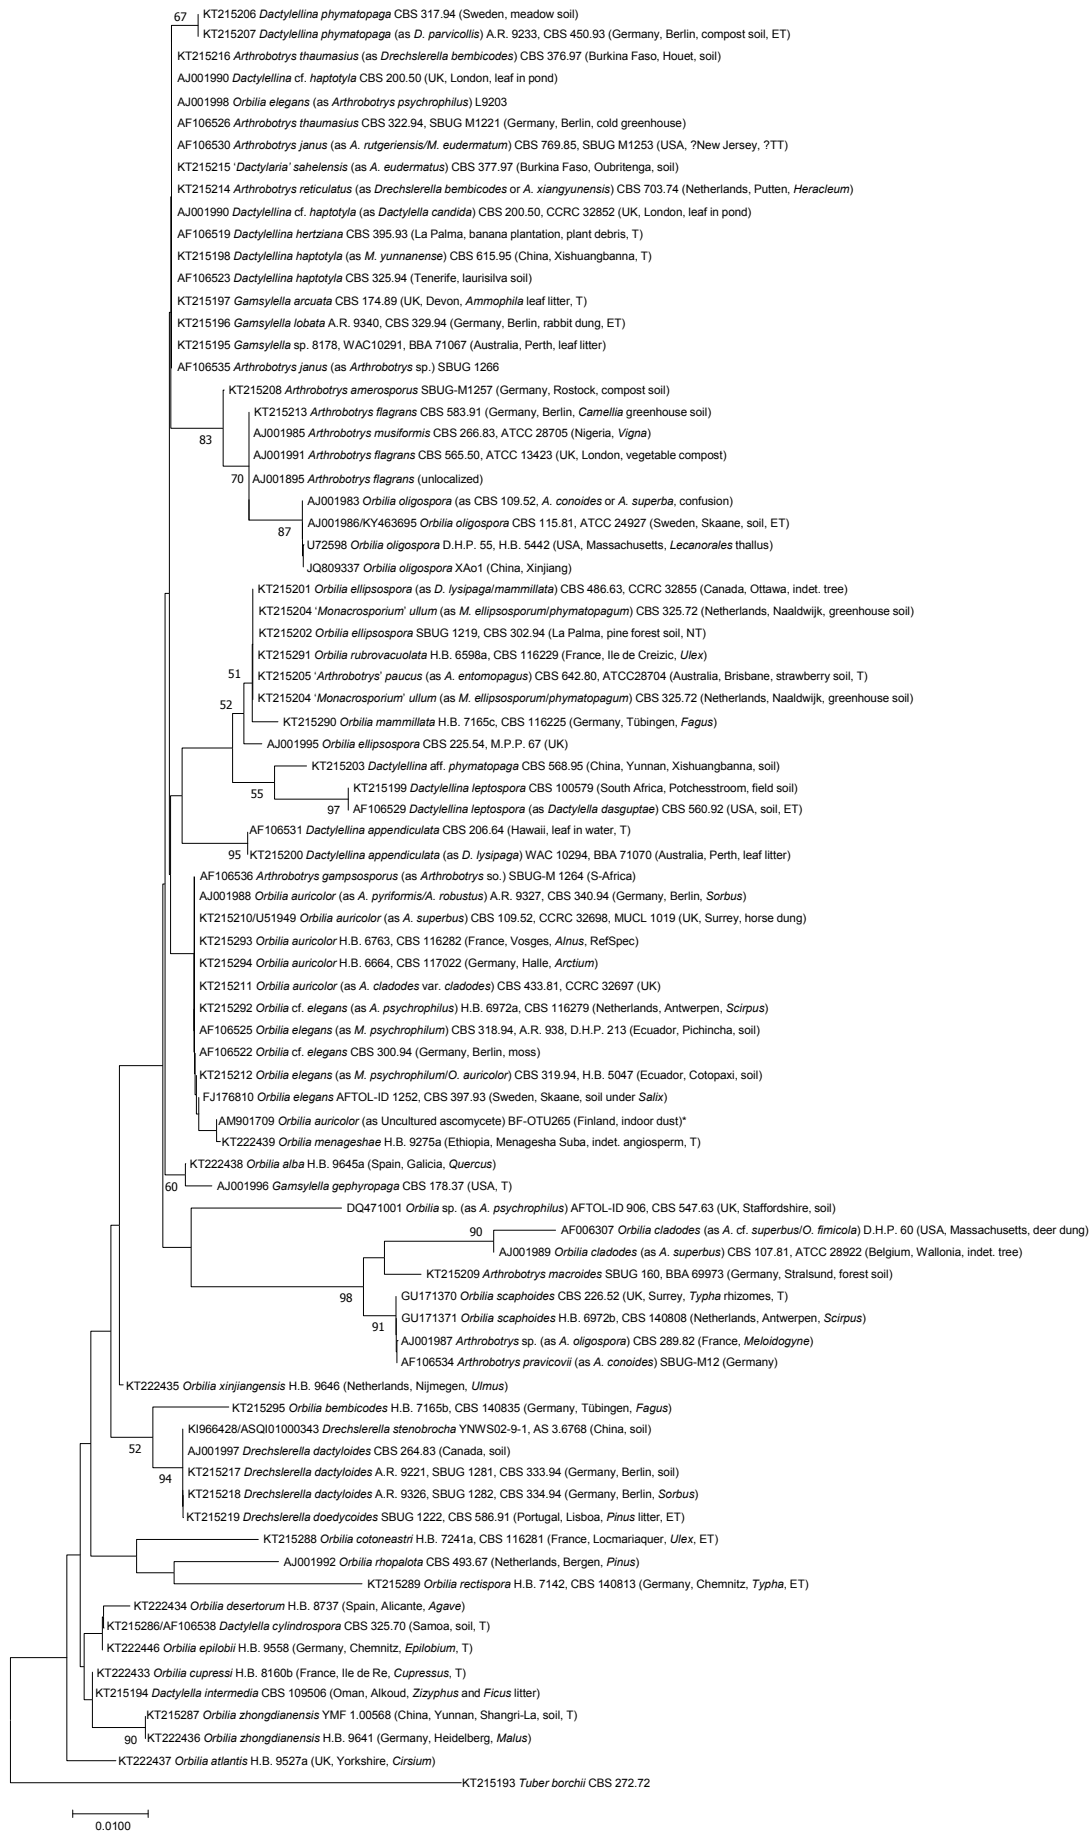 67
KT215206 Dactylellina phymatopaga CBS 317.94 (Sweden, meadow soil)
KT215207 Dactylellina phymatopaga (as D. parvicollis) A.R. 9233, CBS 450.93 (Germany, Berlin, compost soil, ET)
KT215216 Arthrobotrys thaumasius (as Drechslerella bembicodes) CBS 376.97 (Burkina Faso, Houet, soil)
AJ001990 Dactylellina cf. haptotyla CBS 200.50 (UK, London, leaf in pond)
AJ001998 Orbilia elegans (as Arthrobotrys psychrophilus) L9203
AF106526 Arthrobotrys thaumasius CBS 322.94, SBUG M1221 (Germany, Berlin, cold greenhouse)
AF106530 Arthrobotrys janus (as A. rutgeriensis/M. eudermatum) CBS 769.85, SBUG M1253 (USA, ?New Jersey, ?TT)
KT215215 ‘Dactylaria’ sahelensis (as A. eudermatus) CBS 377.97 (Burkina Faso, Oubritenga, soil)
KT215214 Arthrobotrys reticulatus (as Drechslerella bembicodes or A. xiangyunensis) CBS 703.74 (Netherlands, Putten, Heracleum)
AJ001990 Dactylellina cf. haptotyla (as Dactylella candida) CBS 200.50, CCRC 32852 (UK, London, leaf in pond)
AF106519 Dactylellina hertziana CBS 395.93 (La Palma, banana plantation, plant debris, T)
KT215198 Dactylellina haptotyla (as M. yunnanense) CBS 615.95 (China, Xishuangbanna, T)
AF106523 Dactylellina haptotyla CBS 325.94 (Tenerife, laurisilva soil)
KT215197 Gamsylella arcuata CBS 174.89 (UK, Devon, Ammophila leaf litter, T)
KT215196 Gamsylella lobata A.R. 9340, CBS 329.94 (Germany, Berlin, rabbit dung, ET)
KT215195 Gamsylella sp. 8178, WAC10291, BBA 71067 (Australia, Perth, leaf litter)
AF106535 Arthrobotrys janus (as Arthrobotrys sp.) SBUG 1266
KT215208 Arthrobotrys amerosporus SBUG-M1257 (Germany, Rostock, compost soil)
KT215213 Arthrobotrys flagrans CBS 583.91 (Germany, Berlin, Camellia greenhouse soil)
83
AJ001985 Arthrobotrys musiformis CBS 266.83, ATCC 28705 (Nigeria, Vigna)
AJ001991 Arthrobotrys flagrans CBS 565.50, ATCC 13423 (UK, London, vegetable compost)
70
AJ001895 Arthrobotrys flagrans (unlocalized)
AJ001983 Orbilia oligospora (as CBS 109.52, A. conoides or A. superba, confusion)
AJ001986/KY463695 Orbilia oligospora CBS 115.81, ATCC 24927 (Sweden, Skaane, soil, ET)
87
U72598 Orbilia oligospora D.H.P. 55, H.B. 5442 (USA, Massachusetts, Lecanorales thallus)
JQ809337 Orbilia oligospora XAo1 (China, Xinjiang)
KT215201 Orbilia ellipsospora (as D. lysipaga/mammillata) CBS 486.63, CCRC 32855 (Canada, Ottawa, indet. tree)
KT215204 ‘Monacrosporium’ ullum (as M. ellipsosporum/phymatopagum) CBS 325.72 (Netherlands, Naaldwijk, greenhouse soil)
KT215202 Orbilia ellipsospora SBUG 1219, CBS 302.94 (La Palma, pine forest soil, NT)
KT215291 Orbilia rubrovacuolata H.B. 6598a, CBS 116229 (France, Ile de Creizic, Ulex)
51
KT215205 ‘Arthrobotrys’ paucus (as A. entomopagus) CBS 642.80, ATCC28704 (Australia, Brisbane, strawberry soil, T)
KT215204 ‘Monacrosporium’ ullum (as M. ellipsosporum/phymatopagum) CBS 325.72 (Netherlands, Naaldwijk, greenhouse soil)
52
KT215290 Orbilia mammillata H.B. 7165c, CBS 116225 (Germany, Tübingen, Fagus)
AJ001995 Orbilia ellipsospora CBS 225.54, M.P.P. 67 (UK)
KT215203 Dactylellina aff. phymatopaga CBS 568.95 (China, Yunnan, Xishuangbanna, soil)
55
KT215199 Dactylellina leptospora CBS 100579 (South Africa, Potchesstroom, field soil)
97
AF106529 Dactylellina leptospora (as Dactylella dasguptae) CBS 560.92 (USA, soil, ET)
AF106531 Dactylellina appendiculata CBS 206.64 (Hawaii, leaf in water, T)
95
KT215200 Dactylellina appendiculata (as D. lysipaga) WAC 10294, BBA 71070 (Australia, Perth, leaf litter)
AF106536 Arthrobotrys gampsosporus (as Arthrobotrys so.) SBUG-M 1264 (S-Africa)
AJ001988 Orbilia auricolor (as A. pyriformis/A. robustus) A.R. 9327, CBS 340.94 (Germany, Berlin, Sorbus)
KT215210/U51949 Orbilia auricolor (as A. superbus) CBS 109.52, CCRC 32698, MUCL 1019 (UK, Surrey, horse dung)
KT215293 Orbilia auricolor H.B. 6763, CBS 116282 (France, Vosges, Alnus, RefSpec)
KT215294 Orbilia auricolor H.B. 6664, CBS 117022 (Germany, Halle, Arctium)
KT215211 Orbilia auricolor (as A. cladodes var. cladodes) CBS 433.81, CCRC 32697 (UK)
KT215292 Orbilia cf. elegans (as A. psychrophilus) H.B. 6972a, CBS 116279 (Netherlands, Antwerpen, Scirpus)
AF106525 Orbilia elegans (as M. psychrophilum) CBS 318.94, A.R. 938, D.H.P. 213 (Ecuador, Pichincha, soil)
AF106522 Orbilia cf. elegans CBS 300.94 (Germany, Berlin, moss)
KT215212 Orbilia elegans (as M. psychrophilum/O. auricolor) CBS 319.94, H.B. 5047 (Ecuador, Cotopaxi, soil)
FJ176810 Orbilia elegans AFTOL-ID 1252, CBS 397.93 (Sweden, Skaane, soil under Salix)
AM901709 Orbilia auricolor (as Uncultured ascomycete) BF-OTU265 (Finland, indoor dust)*
KT222439 Orbilia menageshae H.B. 9275a (Ethiopia, Menagesha Suba, indet. angiosperm, T)
KT222438 Orbilia alba H.B. 9645a (Spain, Galicia, Quercus)
60
AJ001996 Gamsylella gephyropaga CBS 178.37 (USA, T)
DQ471001 Orbilia sp. (as A. psychrophilus) AFTOL-ID 906, CBS 547.63 (UK, Staffordshire, soil)
90
AF006307 Orbilia cladodes (as A. cf. superbus/O. fimicola) D.H.P. 60 (USA, Massachusetts, deer dung)
AJ001989 Orbilia cladodes (as A. superbus) CBS 107.81, ATCC 28922 (Belgium, Wallonia, indet. tree)
KT215209 Arthrobotrys macroides SBUG 160, BBA 69973 (Germany, Stralsund, forest soil)
98
GU171370 Orbilia scaphoides CBS 226.52 (UK, Surrey, Typha rhizomes, T)
GU171371 Orbilia scaphoides H.B. 6972b, CBS 140808 (Netherlands, Antwerpen, Scirpus)
91
AJ001987 Arthrobotrys sp. (as A. oligospora) CBS 289.82 (France, Meloidogyne)
AF106534 Arthrobotrys pravicovii (as A. conoides) SBUG-M12 (Germany)
KT222435 Orbilia xinjiangensis H.B. 9646 (Netherlands, Nijmegen, Ulmus)
KT215295 Orbilia bembicodes H.B. 7165b, CBS 140835 (Germany, Tübingen, Fagus)
KI966428/ASQI01000343 Drechslerella stenobrocha YNWS02-9-1, AS 3.6768 (China, soil)
52
AJ001997 Drechslerella dactyloides CBS 264.83 (Canada, soil)
KT215217 Drechslerella dactyloides A.R. 9221, SBUG 1281, CBS 333.94 (Germany, Berlin, soil)
94
KT215218 Drechslerella dactyloides A.R. 9326, SBUG 1282, CBS 334.94 (Germany, Berlin, Sorbus)
KT215219 Drechslerella doedycoides SBUG 1222, CBS 586.91 (Portugal, Lisboa, Pinus litter, ET)
KT215288 Orbilia cotoneastri H.B. 7241a, CBS 116281 (France, Locmariaquer, Ulex, ET)
AJ001992 Orbilia rhopalota CBS 493.67 (Netherlands, Bergen, Pinus)
KT215289 Orbilia rectispora H.B. 7142, CBS 140813 (Germany, Chemnitz, Typha, ET)
KT222434 Orbilia desertorum H.B. 8737 (Spain, Alicante, Agave)
KT215286/AF106538 Dactylella cylindrospora CBS 325.70 (Samoa, soil, T)
KT222446 Orbilia epilobii H.B. 9558 (Germany, Chemnitz, Epilobium, T)
KT222433 Orbilia cupressi H.B. 8160b (France, Ile de Re, Cupressus, T)
KT215194 Dactylella intermedia CBS 109506 (Oman, Alkoud, Zizyphus and Ficus litter)
KT215287 Orbilia zhongdianensis YMF 1.00568 (China, Yunnan, Shangri-La, soil, T)
90
KT222436 Orbilia zhongdianensis H.B. 9641 (Germany, Heidelberg, Malus)
KT222437 Orbilia atlantis H.B. 9527a (UK, Yorkshire, Cirsium)
KT215193 Tuber borchii CBS 272.72
0.0100